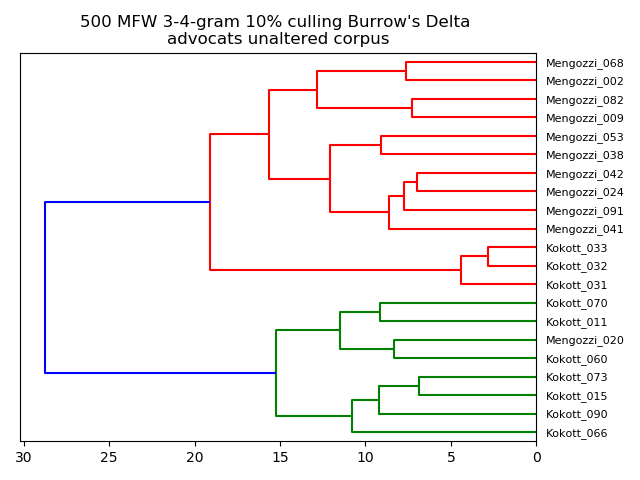 500 MFW 3-4-gram 10% culling Burrow's Delta
advocats unaltered corpus
Mengozzi_068
Mengozzi_002
Mengozzi_082
Mengozzi_009
Mengozzi_053
Mengozzi_038
Mengozzi_042
Mengozzi_024
Mengozzi_091
Mengozzi_041
Kokott_033
Kokott_032
Kokott_031
Kokott_070
Kokott_011
Mengozzi_020
Kokott_060
Kokott_073
Kokott_015
Kokott_090
Kokott_066
30 25 20 15 10 5 0